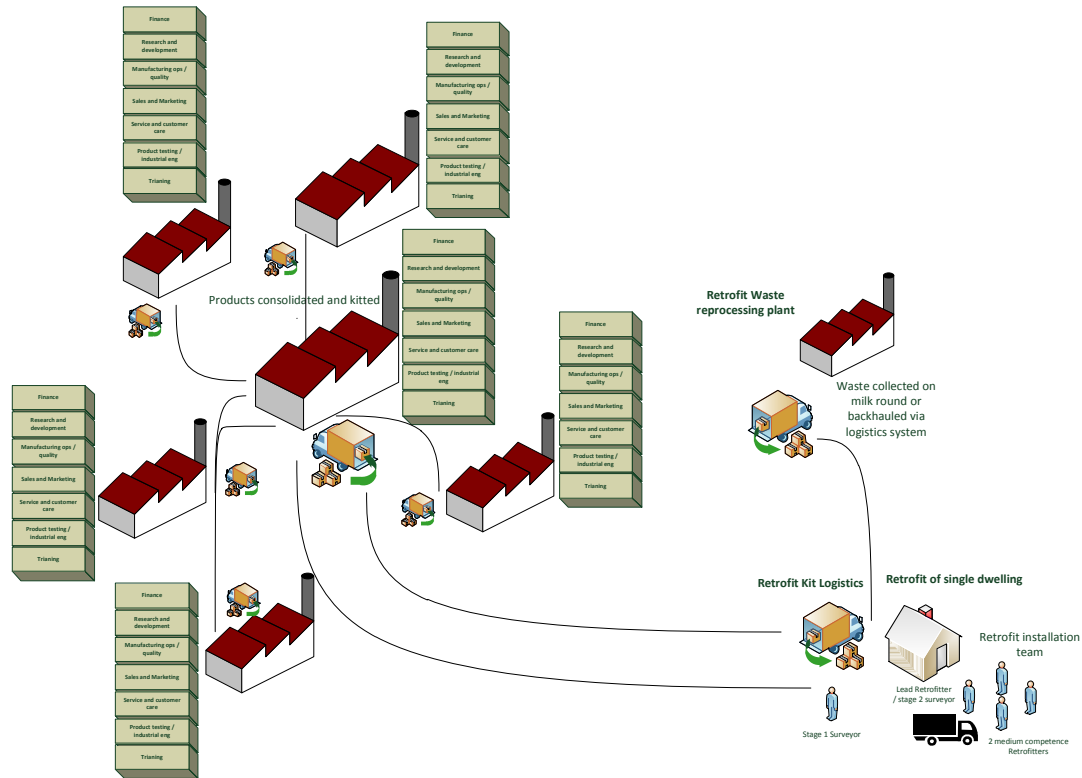 Finance
Research and
development
Manufacturing ops /
quality
Sales and Marketing
Service and customer
care
Product testing /
industrial eng
Trianing
Finance
Research and
development
Manufacturing ops /
quality
Sales and Marketing
Service and customer
care
Product testing /
industrial eng
Trianing
Products consolidated and kitted
.
Finance
Research and development
Manufacturing ops /
quality
Sales and Marketing
Service and customer care
Product testing / industrial
eng
Trianing
Finance
Research and
development
Manufacturing ops /
quality
Sales and Marketing
Service and customer
care
Product testing /
industrial eng
Trianing
Retrofit Waste
reprocessing plant
Waste collected on
milk round or
backhauled via
logistics system
Finance
Research and
development
Manufacturing ops /
quality
Sales and Marketing
Service and customer
care
Product testing /
industrial eng
Trianing
Finance
Research and
development
Manufacturing ops /
quality
Sales and Marketing
Service and customer
care
Product testing /
industrial eng
Trianing
Retrofit Kit Logistics
Retrofit of single dwelling
Retrofit installation
team
Lead Retrofitter
/ stage 2 surveyor
Stage 1 Surveyor
2 medium competence
Retrofitters